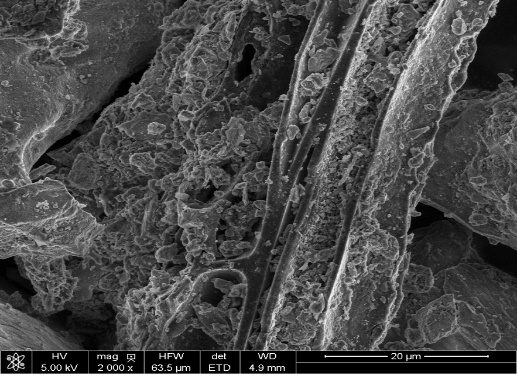 HV mag HFW det WD
20 µm
5.00 kV 2 000 x 63.5 µm ETD 4.9 mm